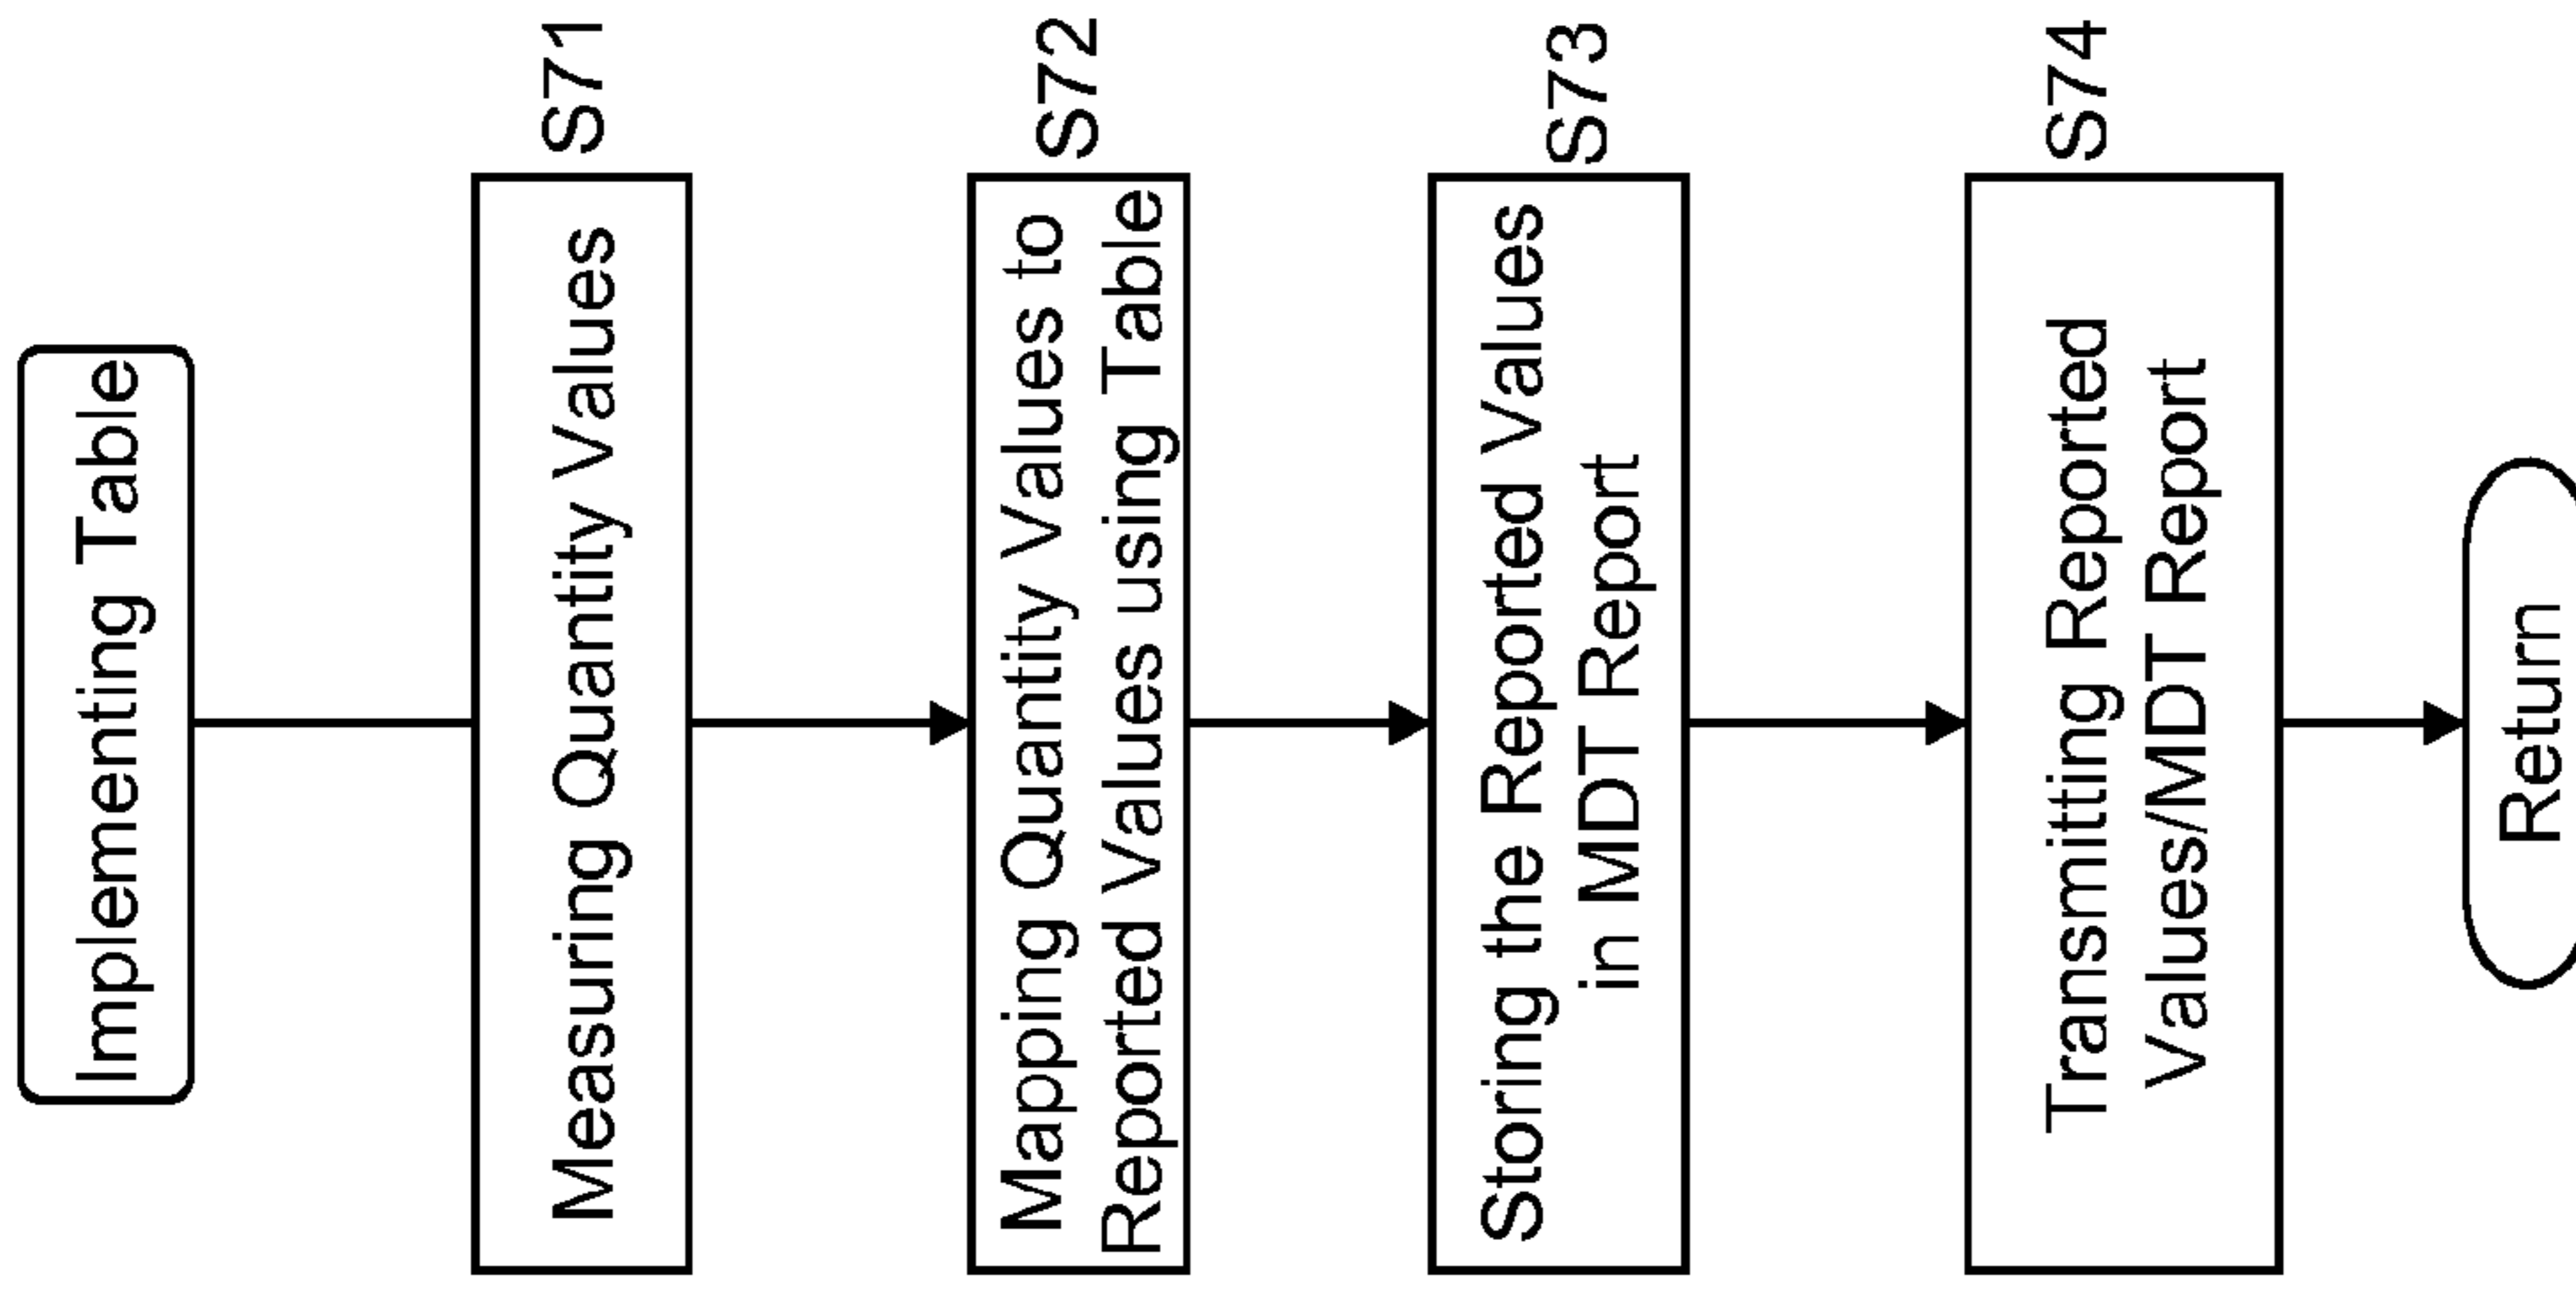 Implementing Table
S71
Measuring Quantity Values
S72
Mapping Quantity Values to
Reported Values using Table
S73
Storing the Reported Values
in MDT Report
S74
Transmitting Reported
Values/MDT Report
Return